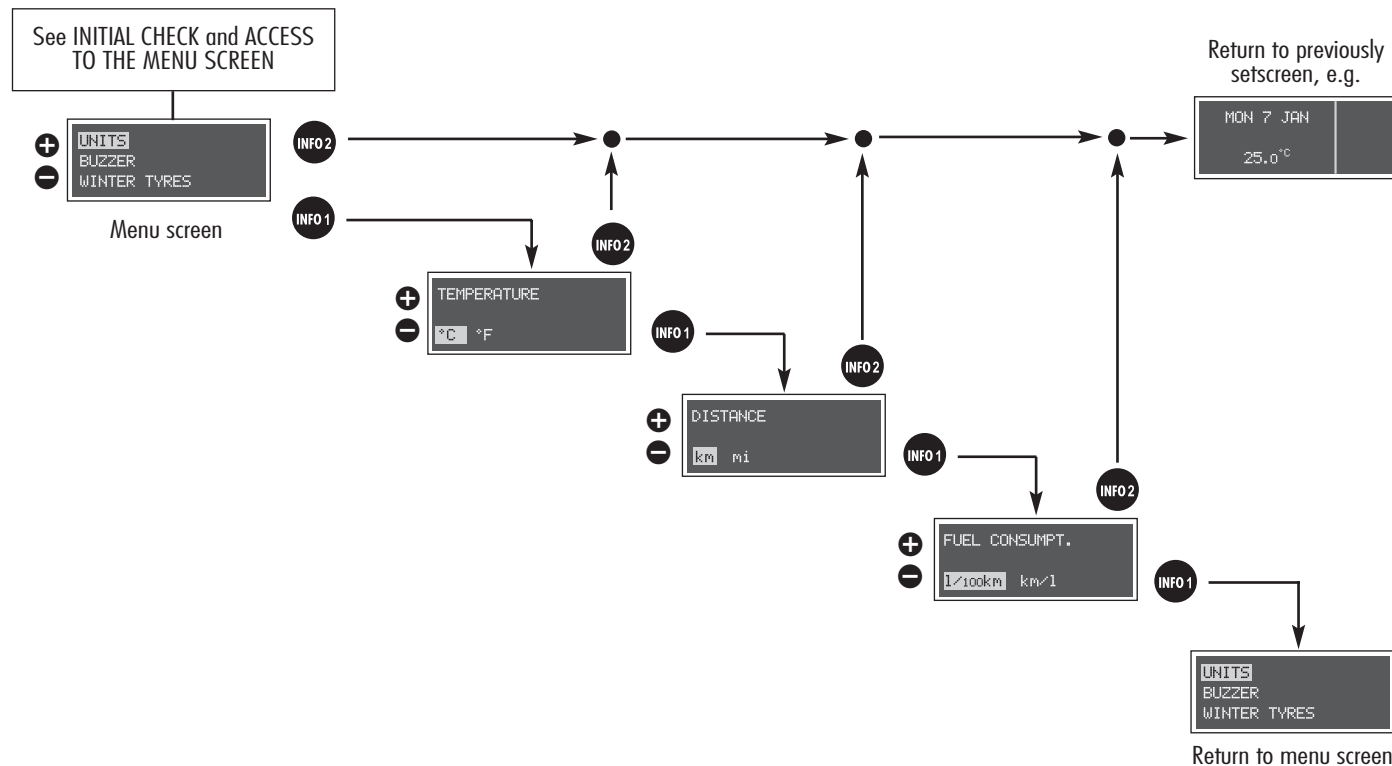 See INITIAL CHECK and ACCESS
TO THE MENU SCREEN
UNITS
BUZZER
WINTER TYRES
Menu screen
INFO 2
INFO 1
Return to previously
setscreen, e.g.
MON 7 JAN
25.0°C
TEMPERATURE
°C °F
INFO 2
INFO 1
DISTANCE
km mi
INFO 2
INFO 1
FUEL CONSUMPT.
l/100km km/l
INFO 2
INFO 1
UNITS
BUZZER
WINTER TYRES
Return to menu screen